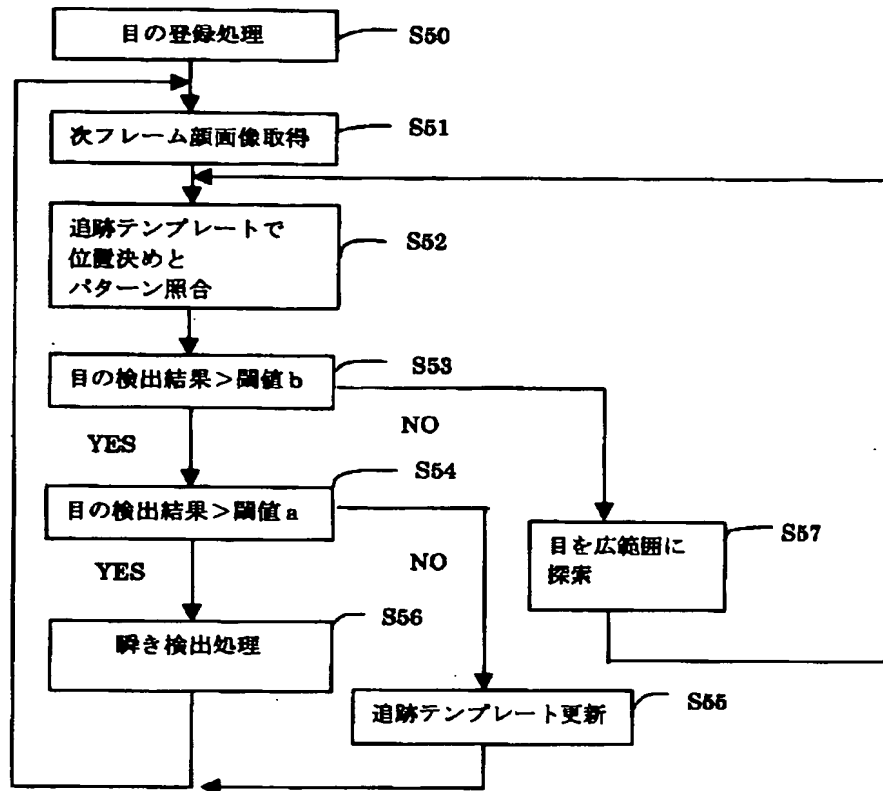 目の登録処理
S50
次フレーム顔画像取得
S51
追跡テンプレートで
位置決めと
パターン照合
S52
目の検出結果>閾値b
S53
YES
NO
目の検出結果>閾値a
S54
YES
NO
目を広範囲に
探索
S57
瞬き検出処理
S56
追跡テンプレート更新
S55